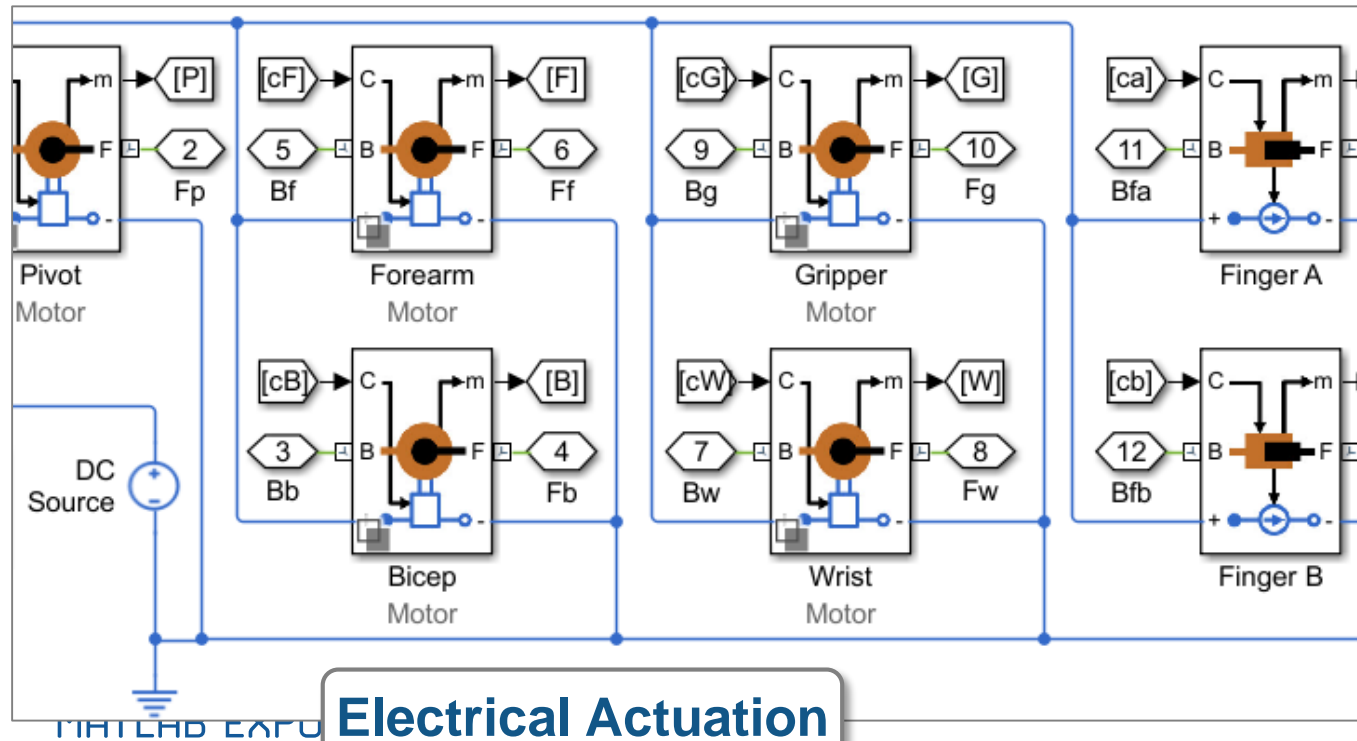 [P] [cF] C m [F] [cG] C m [G] [ca] C m
m
F 2 5 B F 6 9 B F 10 11 B F
Fp Bf Ff Bg Fg Bfa
- - - + -
Pivot Forearm Gripper Finger A
Motor Motor Motor
[cB] C m [B] [cW] C m [W] [cb] C m
3 B F 4 7 B F 8 12 B F
Bb Fb Bw Fw Bfb
DC
Source
+
-
- - + -
Bicep Wrist Finger B
Motor Motor
Electrical Actuation
MATLAB EXPO